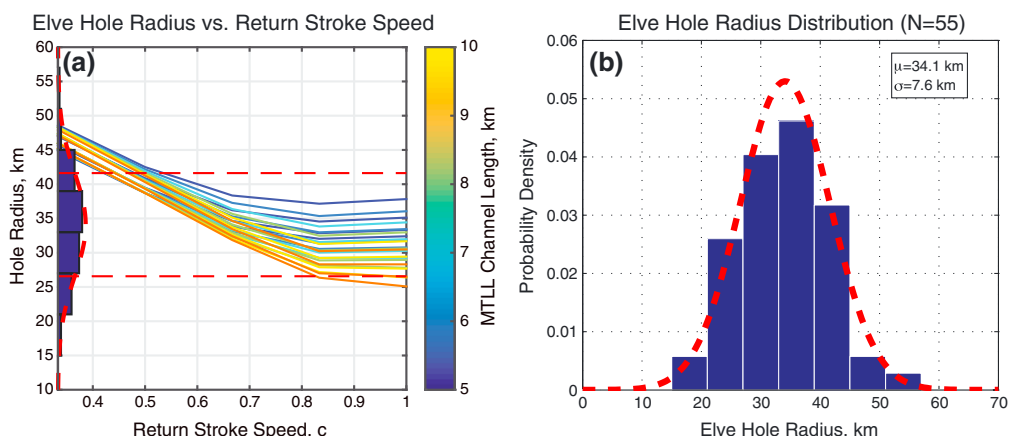 Elve Hole Radius vs. Return Stroke Speed
(a)
Hole Radius, km
60
55
50
45
40
35
30
25
20
15
10
0.4 0.5 0.6 0.7 0.8 0.9 1
Return Stroke Speed, c
10
9
8
7
6
5
MTLL Channel Length, km
Elve Hole Radius Distribution (N=55)
(b)
μ=34.1 km
σ=7.6 km
Probability Density
0.06
0.05
0.04
0.03
0.02
0.01
0
0 10 20 30 40 50 60 70
Elve Hole Radius, km